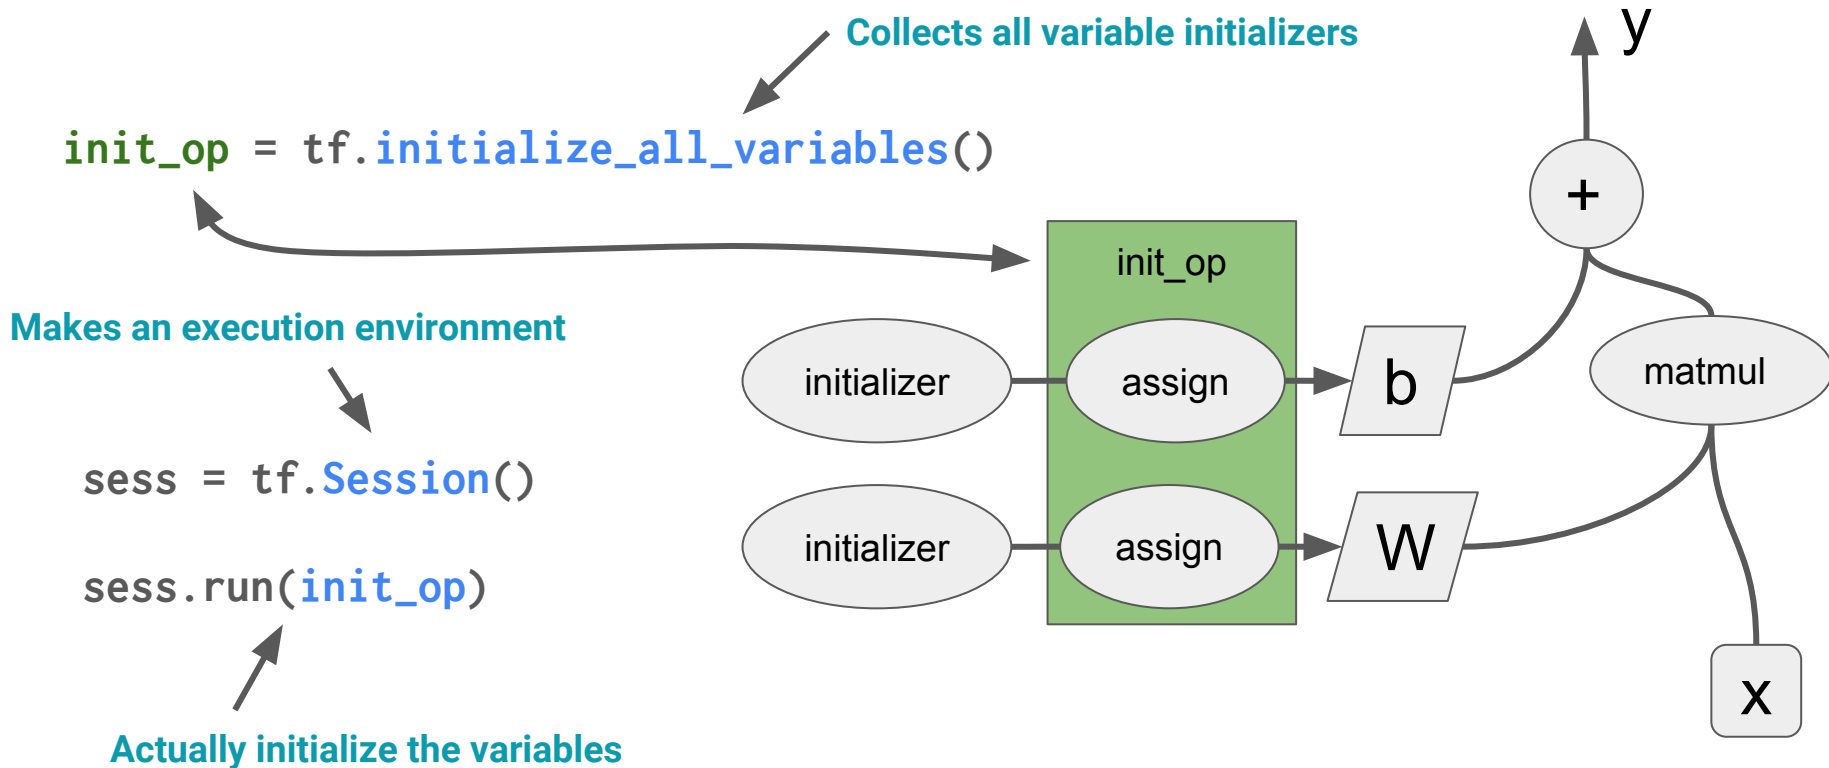 Collects all variable initializers
y
init_op = tf.initialize_all_variables()
+
init_op
Makes an execution environment
initializer
assign
b
matmul
sess = tf.Session()
initializer
assign
W
sess.run(init_op)
x
Actually initialize the variables